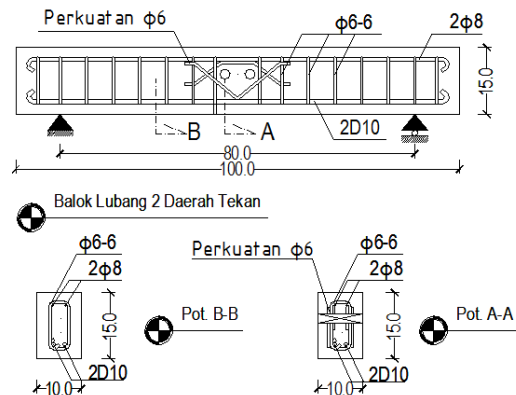 Perkuatan ϕ6
ϕ6-6
2ϕ8
15.0
B
A
2D10
80.0
100.0
Balok Lubang 2 Daerah Tekan
ϕ6-6
2ϕ8
Pot. B-B
15.0
2D10
10.0
Perkuatan ϕ6
ϕ6-6
2ϕ8
Pot. A-A
15.0
2D10
10.0